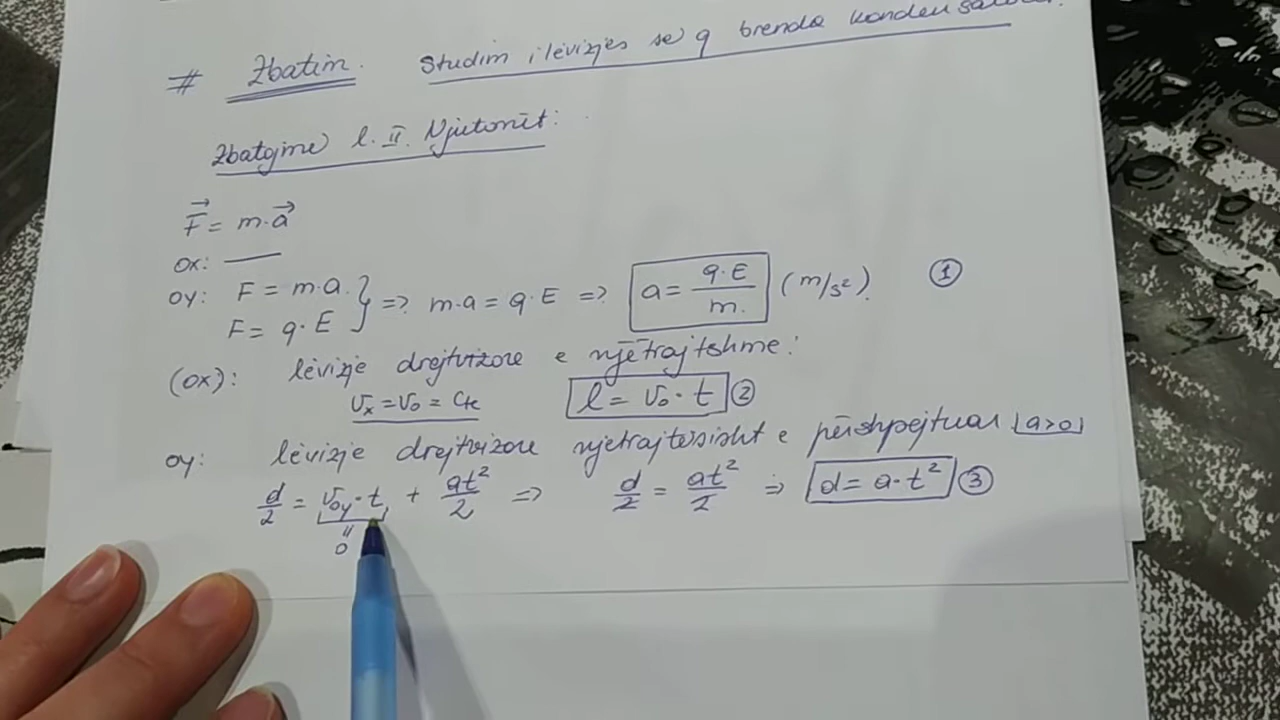 # Zbatim. Studim i lëvizjes së q brenda kondensatorit.
Zbatojmë l. II. Njutonit:
F⃗ = m·a⃗
ox: —
oy: F = m·a. } => m·a = q·E => a = q·E/m. (m/s²). ①
F = q·E
(ox): lëvizje drejtvizore e njëtrajtshme:
vₓ = v₀ = Cte l = v₀·t ②
oy: lëvizje drejtvizore njëtrajtësisht e përshpejtuar a>0
d/2 = v₀y·t + at²/2 => d/2 = at²/2 => d = a·t² ③
"
0